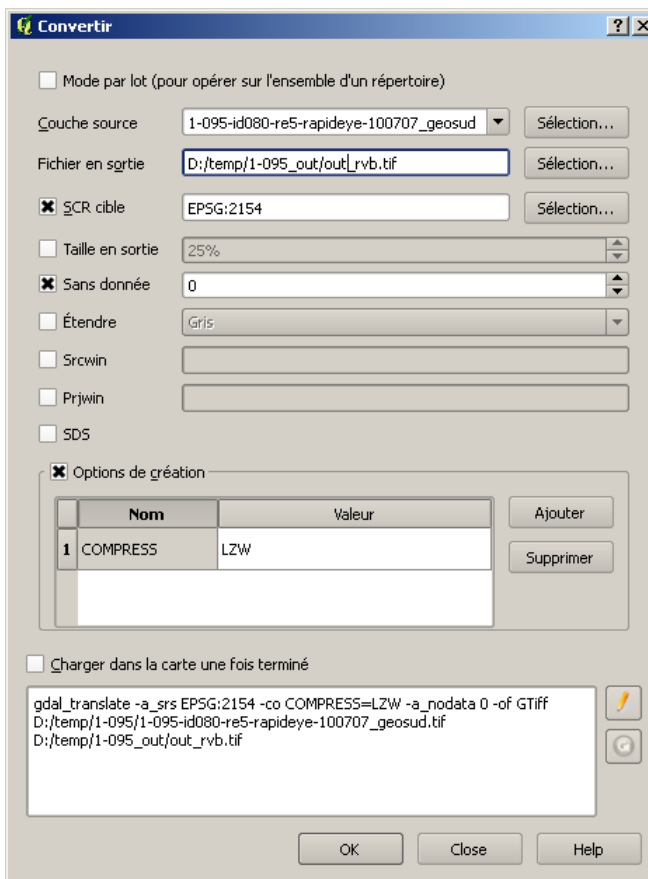 Convertir
Mode par lot (pour opérer sur l'ensemble d'un répertoire)
Couche source 1-095-id080-re5-rapideye-100707_geosud Sélection...
Fichier en sortie D:/temp/1-095_out/out_rvb.tif Sélection...
SCR cible EPSG:2154 Sélection...
Taille en sortie 25%
Sans donnée 0
Étendre Gris
Srcwin
Prjwin
SDS
Options de création
Nom Valeur Ajouter
1 COMPRESS LZW Supprimer
Charger dans la carte une fois terminé
gdal_translate -a_srs EPSG:2154 -co COMPRESS=LZW -a_nodata 0 -of GTiff
D:/temp/1-095/1-095-id080-re5-rapideye-100707_geosud.tif
D:/temp/1-095_out/out_rvb.tif
OK Close Help